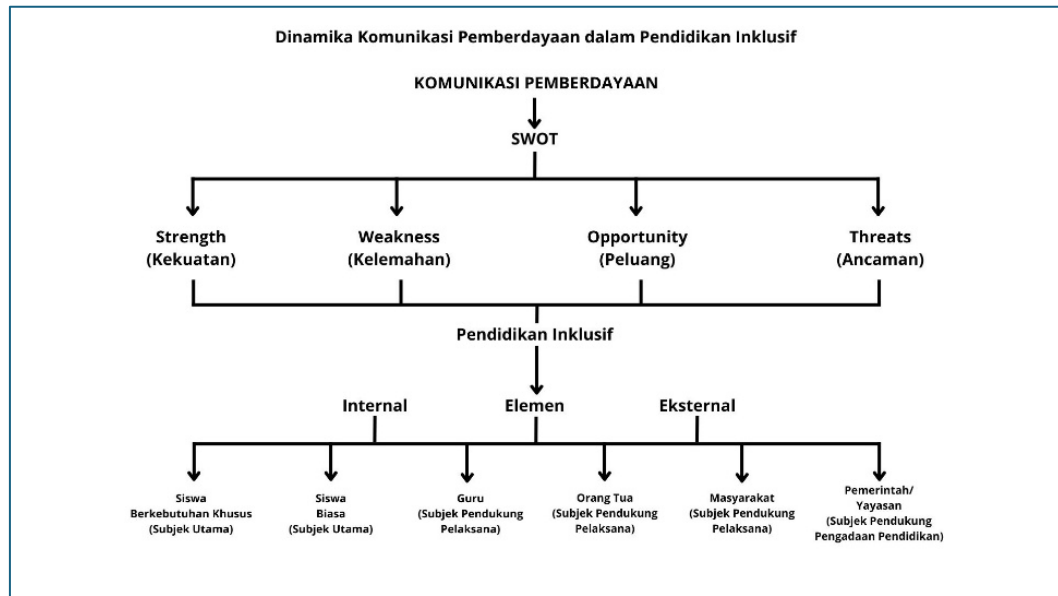 Dinamika Komunikasi Pemberdayaan dalam Pendidikan Inklusif
KOMUNIKASI PEMBERDAYAAN
SWOT
Strength
(Kekuatan)
Weakness
(Kelemahan)
Opportunity
(Peluang)
Threats
(Ancaman)
Pendidikan Inklusif
Internal
Elemen
Eksternal
Siswa
Berkebutuhan Khusus
(Subjek Utama)
Siswa
Biasa
(Subjek Utama)
Guru
(Subjek Pendukung
Pelaksana)
Orang Tua
(Subjek Pendukung
Pelaksana)
Masyarakat
(Subjek Pendukung
Pelaksana)
Pemerintah/
Yayasan
(Subjek Pendukung
Pengadaan Pendidikan)